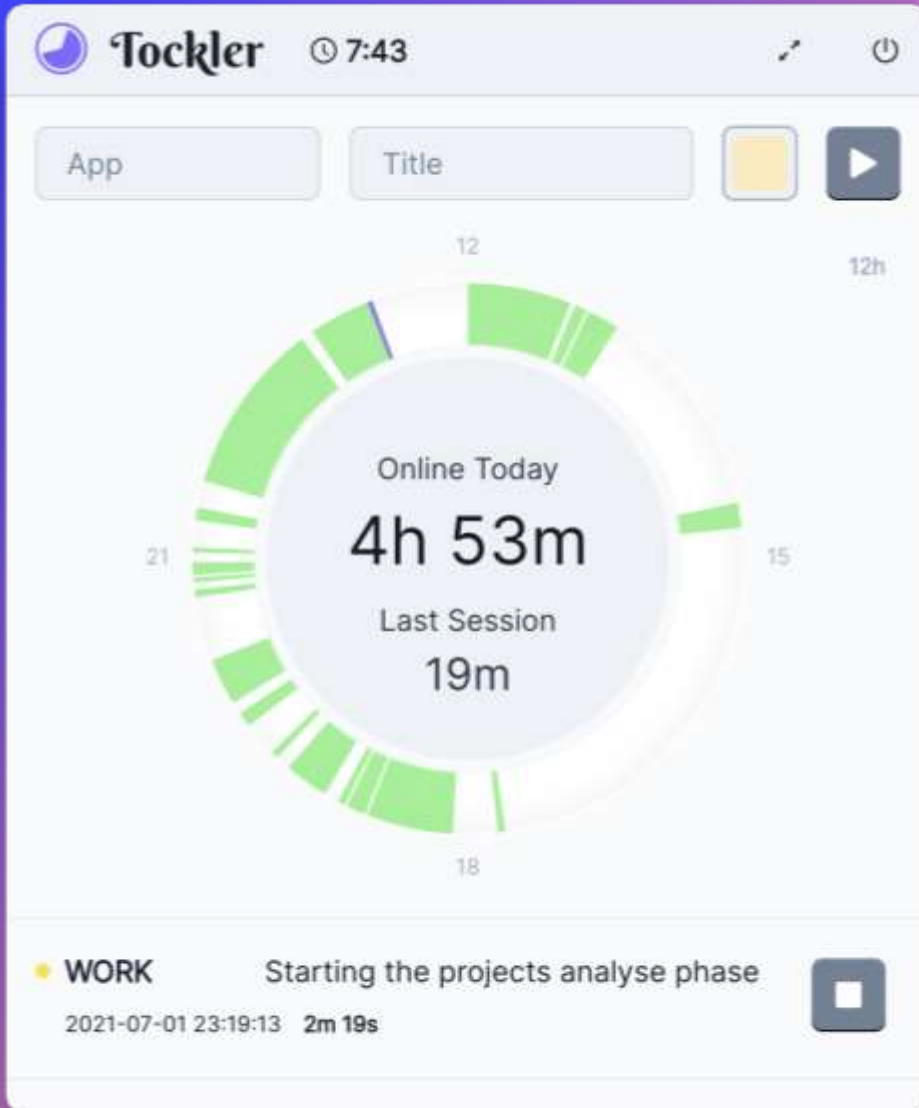 Tockler 7:43
App Title
12
12h
Online Today
4h 53m
21 15
Last Session
19m
18
WORK Starting the projects analyse phase
2021-07-01 23:19:13 2m 19s